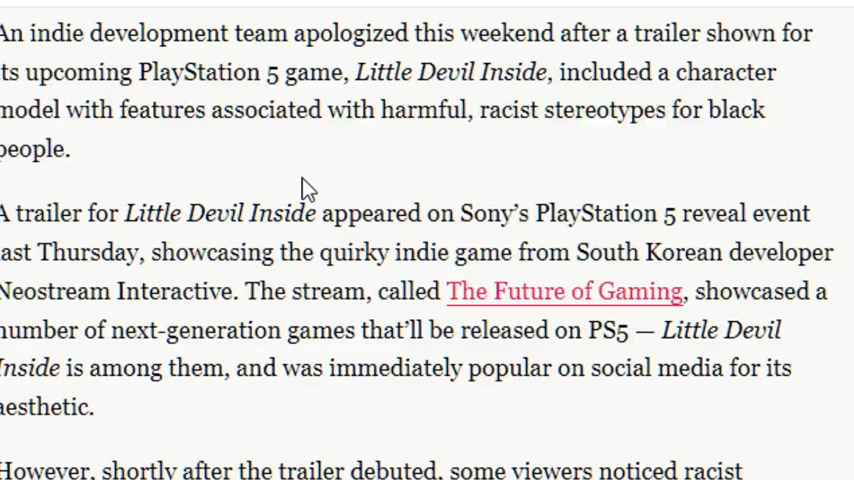 An indie development team apologized this weekend after a trailer shown for
its upcoming PlayStation 5 game, Little Devil Inside, included a character
model with features associated with harmful, racist stereotypes for black
people.
A trailer for Little Devil Inside appeared on Sony’s PlayStation 5 reveal event
last Thursday, showcasing the quirky indie game from South Korean developer
Neostream Interactive. The stream, called The Future of Gaming, showcased a
number of next-generation games that’ll be released on PS5 — Little Devil
Inside is among them, and was immediately popular on social media for its
aesthetic.
However, shortly after the trailer debuted, some viewers noticed racist